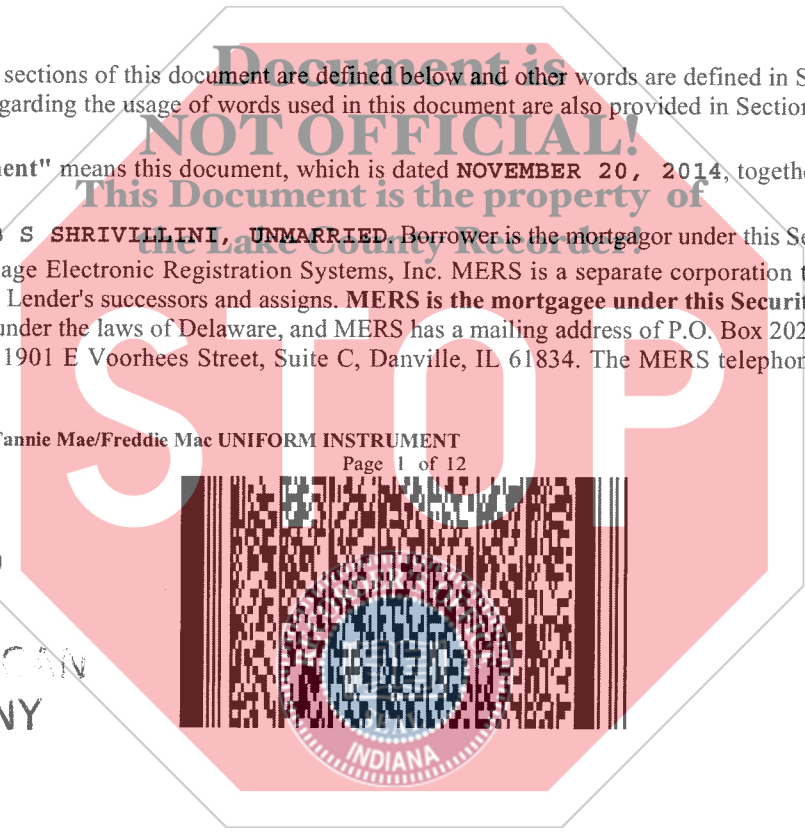 Document is
sections of this document are defined below and other words are defined in S
garding the usage of words used in this document are also provided in Section
NOT OFFICIAL!
ent" means this document, which is dated NOVEMBER 20, 2014, togethe
This Document is the property of
S SHRIVILLINI, UNMARRIED. Borrower is the mortgagor under this Se
the Lake County Recorder!
age Electronic Registration Systems, Inc. MERS is a separate corporation t
Lender's successors and assigns. MERS is the mortgagee under this Securit
under the laws of Delaware, and MERS has a mailing address of P.O. Box 202
1901 E Voorhees Street, Suite C, Danville, IL 61834. The MERS telephon
STOP
annie Mae/Freddie Mac UNIFORM INSTRUMENT
Page 1 of 12
RECORDER'S OFFICE
CAN
NY
INDIANA